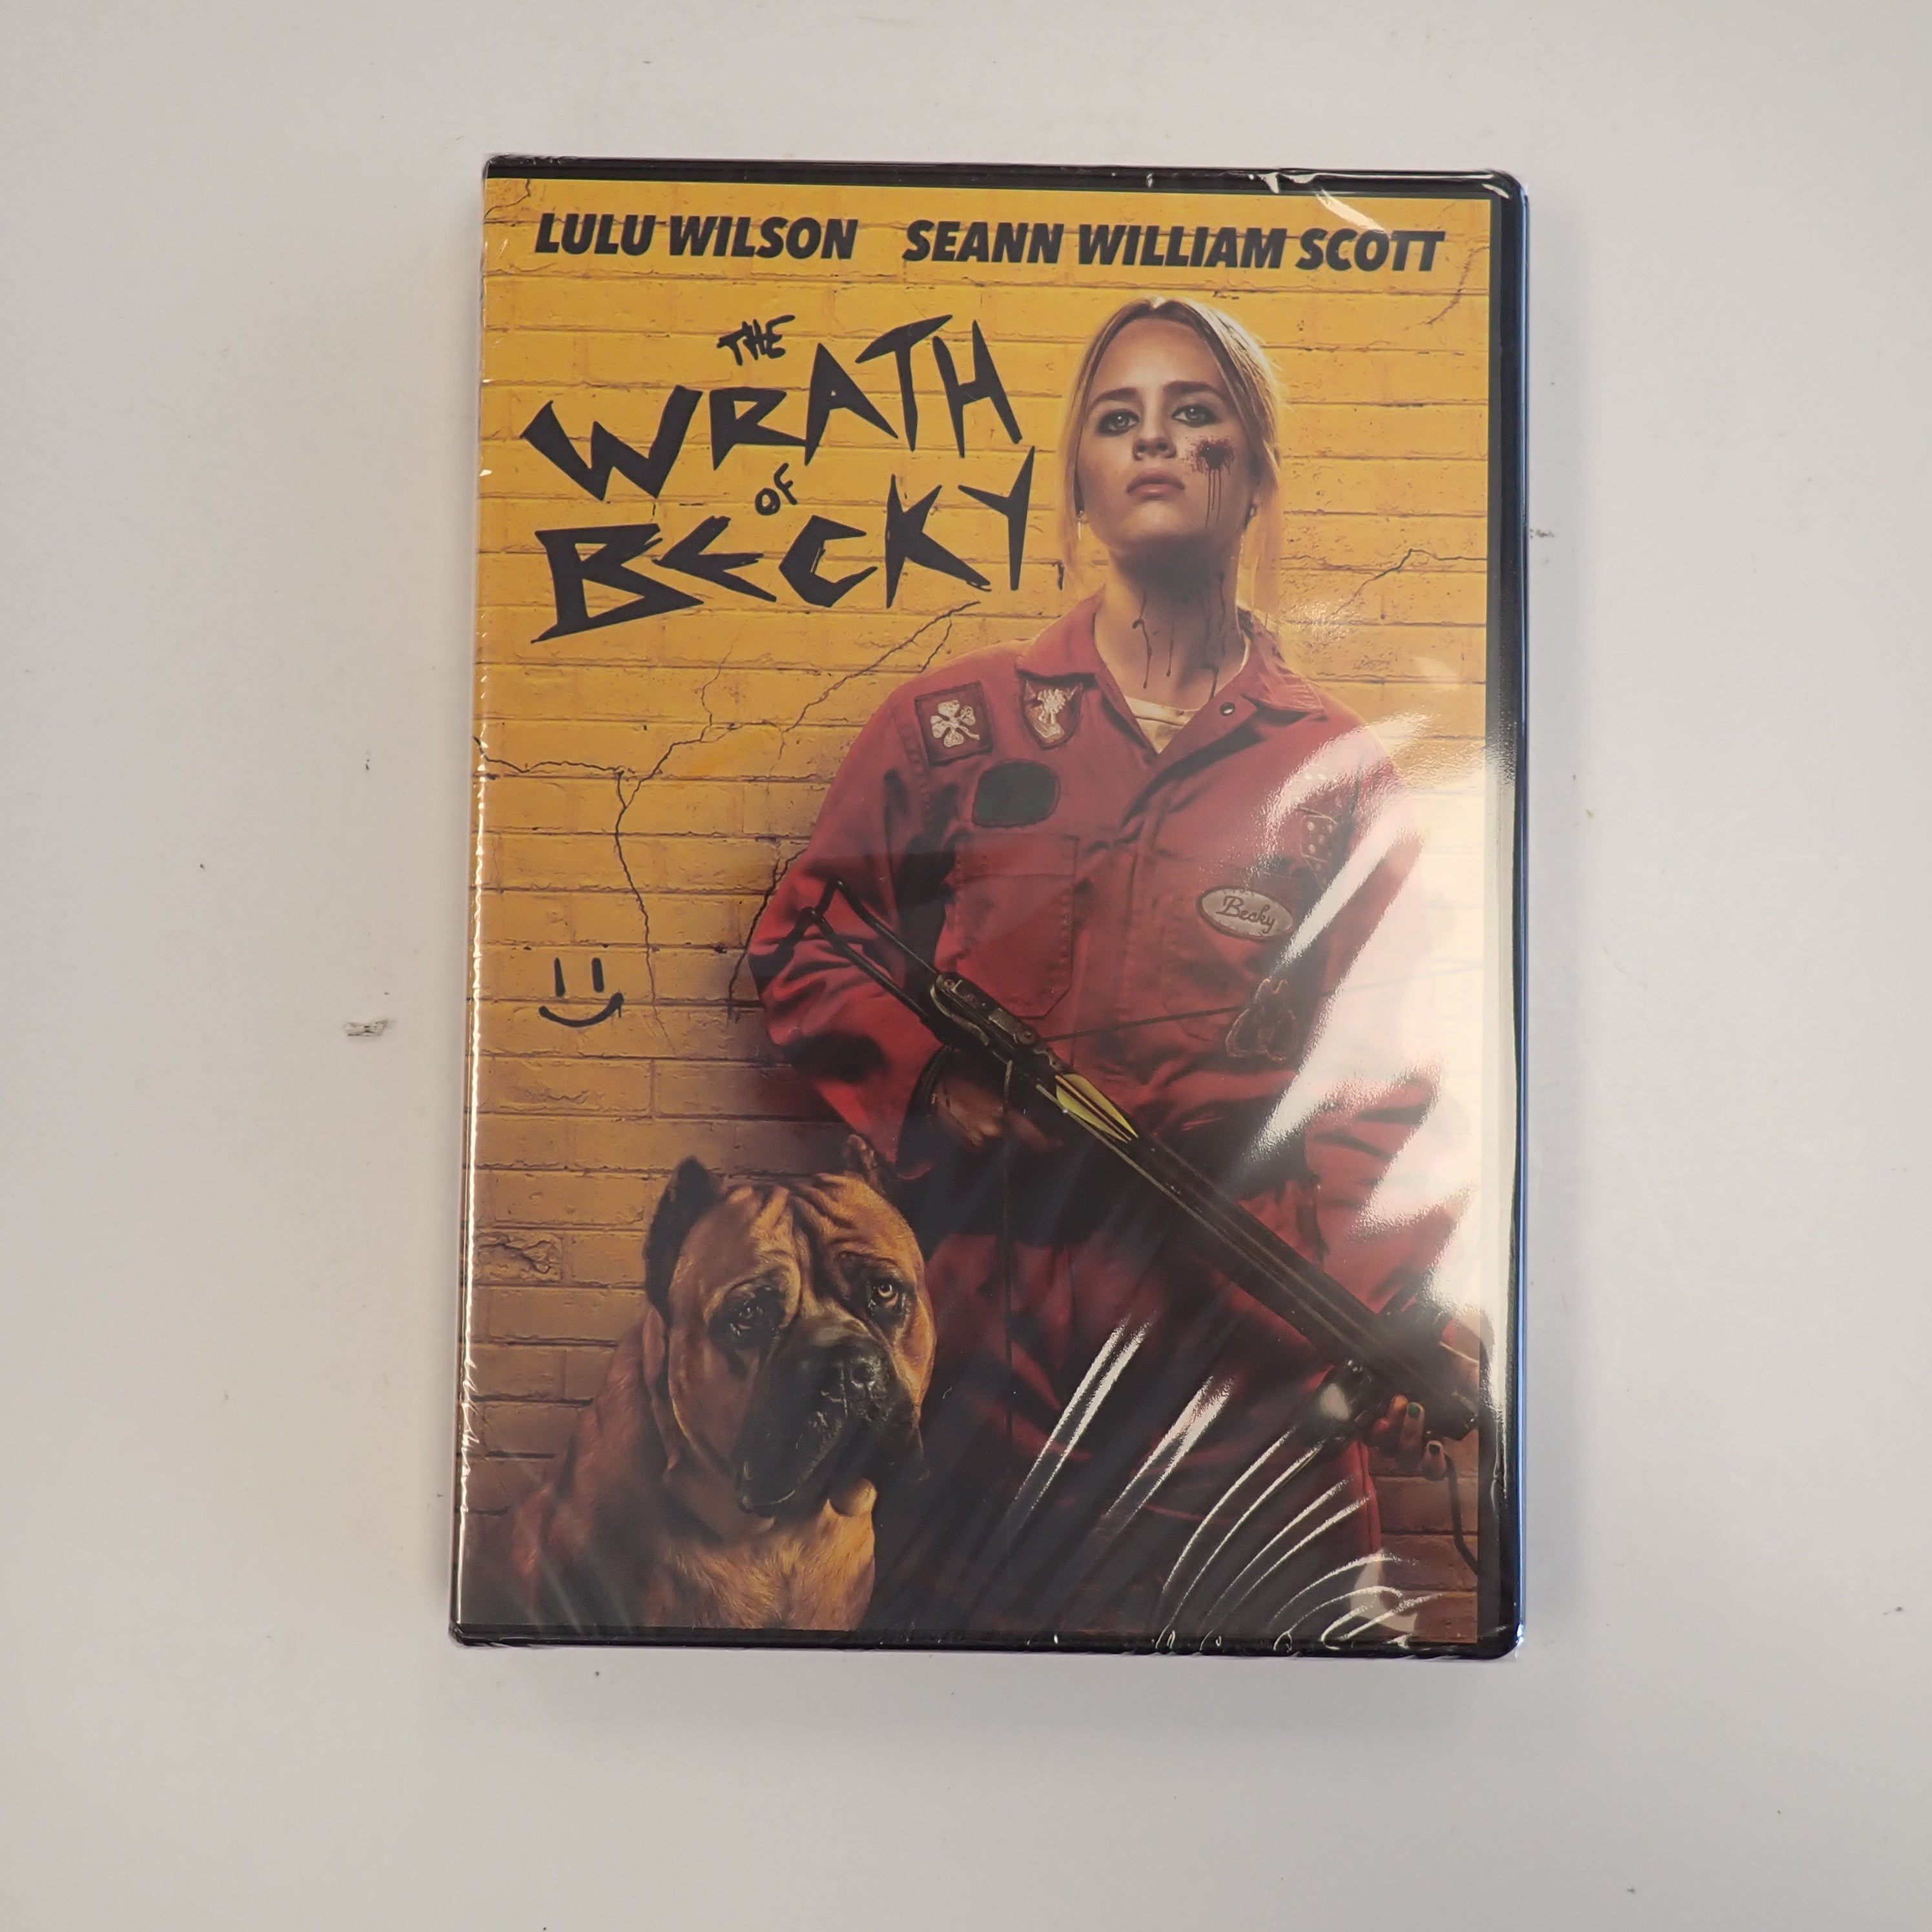 LULU WILSON SEANN WILLIAM SCOTT
THE
WRATH
OF
BECKY
Becky